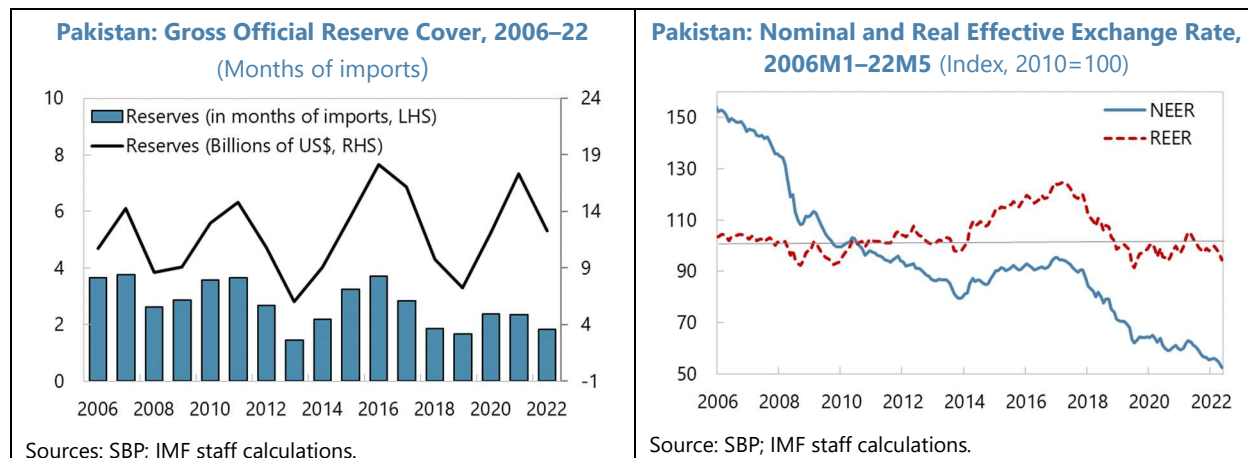 Pakistan: Gross Official Reserve Cover, 2006–22
(Months of imports)
10
8
6
4
2
0
24
19
14
9
4
-1
Reserves (in months of imports, LHS)
Reserves (Billions of US$, RHS)
2006 2008 2010 2012 2014 2016 2018 2020 2022
Sources: SBP; IMF staff calculations.
Pakistan: Nominal and Real Effective Exchange Rate,
2006M1–22M5 (Index, 2010=100)
150
130
110
90
70
50
NEER
REER
2006 2008 2010 2012 2014 2016 2018 2020 2022
Source: SBP; IMF staff calculations.